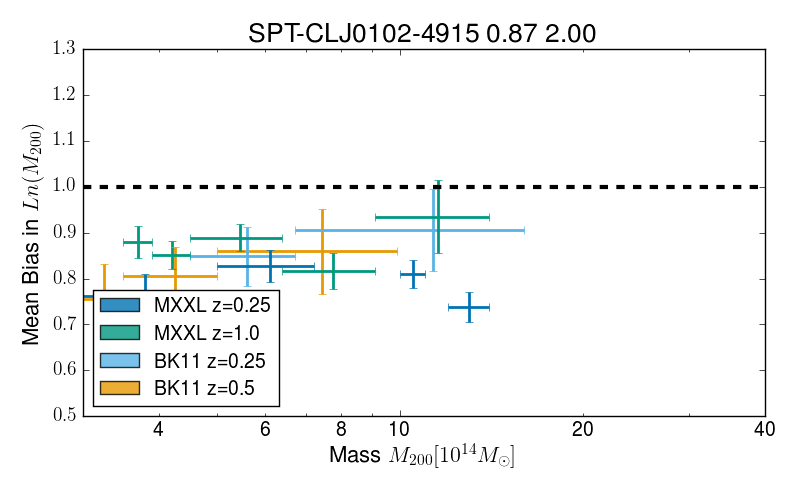 SPT-CLJ0102-4915 0.87 2.00
1.3
1.2
1.1
1.0
0.9
0.8
0.7
0.6
0.5
Mean Bias in Ln(M₂₀₀)
MXXL z=0.25
MXXL z=1.0
BK11 z=0.25
BK11 z=0.5
4 6 8 10 20 40
Mass M₂₀₀[10¹⁴M☉]